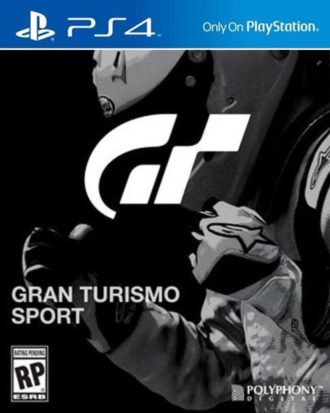 PS4
Only On PlayStation
GT
GRAN TURISMO
SPORT
RATING PENDING
RP
ESRB
POLYPHONY
DIGITAL